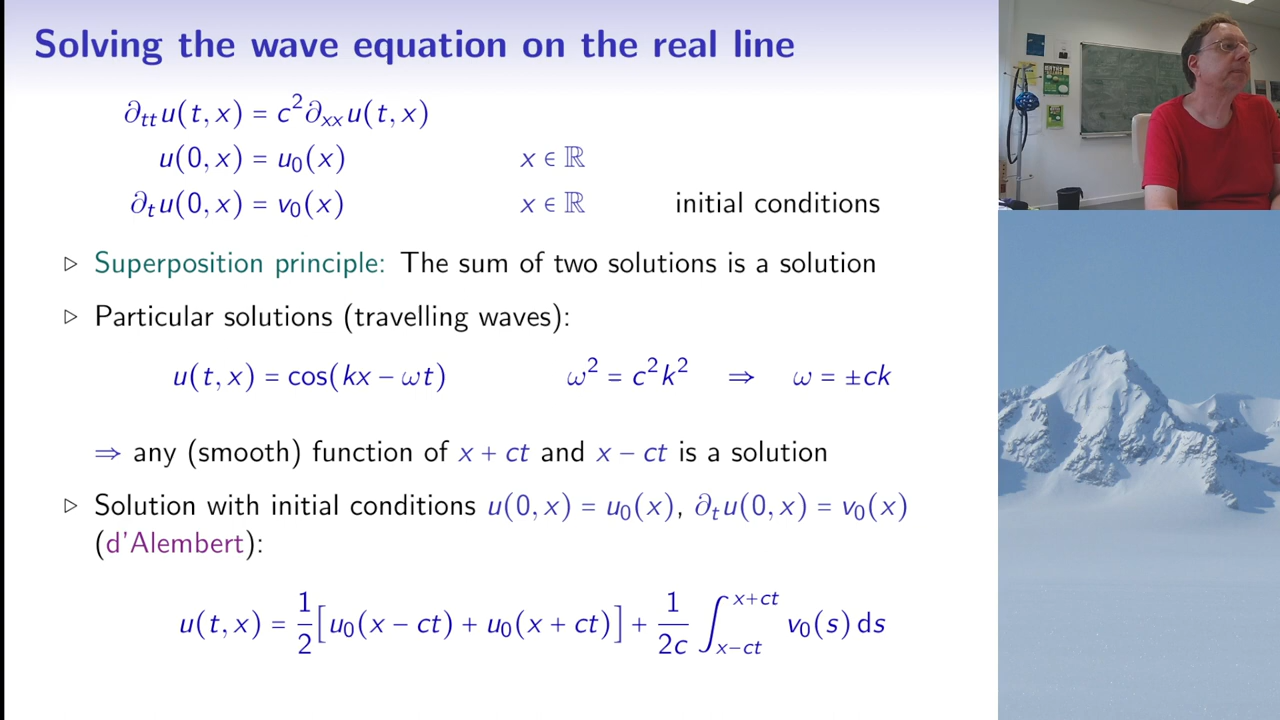 Solving the wave equation on the real line
∂ₜₜu(t, x) = c²∂ₓₓu(t, x)
u(0, x) = u₀(x) x ∈ ℝ
∂ₜu(0, x) = v₀(x) x ∈ ℝ initial conditions
▷ Superposition principle: The sum of two solutions is a solution
▷ Particular solutions (travelling waves):
u(t, x) = cos(kx − ωt) ω² = c²k² ⇒ ω = ±ck
⇒ any (smooth) function of x + ct and x − ct is a solution
▷ Solution with initial conditions u(0, x) = u₀(x), ∂ₜu(0, x) = v₀(x)
(d'Alembert):
u(t, x) = 1/2 [u₀(x − ct) + u₀(x + ct)] + 1/2c ∫_{x−ct}^{x+ct} v₀(s) ds